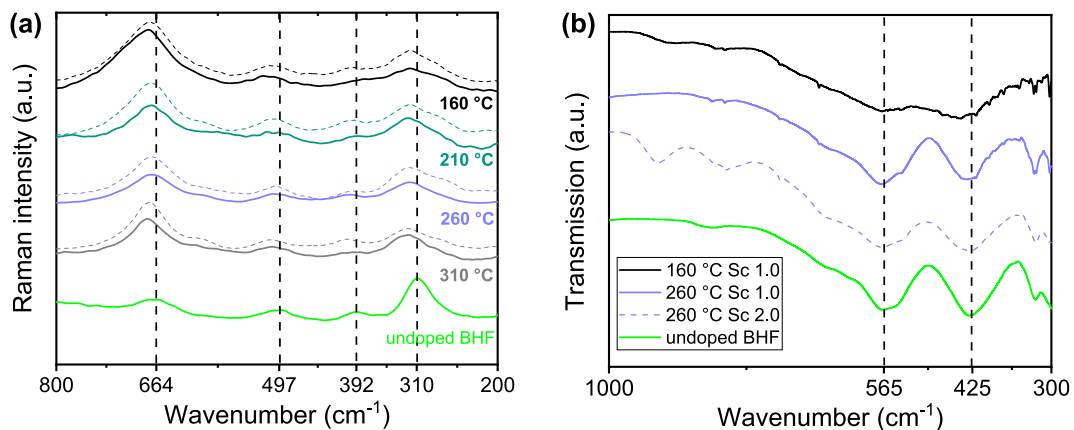 (a)
Raman intensity (a.u.)
160 °C
210 °C
260 °C
310 °C
undoped BHF
800 664 497 392 310 200
Wavenumber (cm⁻¹)
(b)
Transmission (a.u.)
160 °C Sc 1.0
260 °C Sc 1.0
260 °C Sc 2.0
undoped BHF
1000 565 425 300
Wavenumber (cm⁻¹)